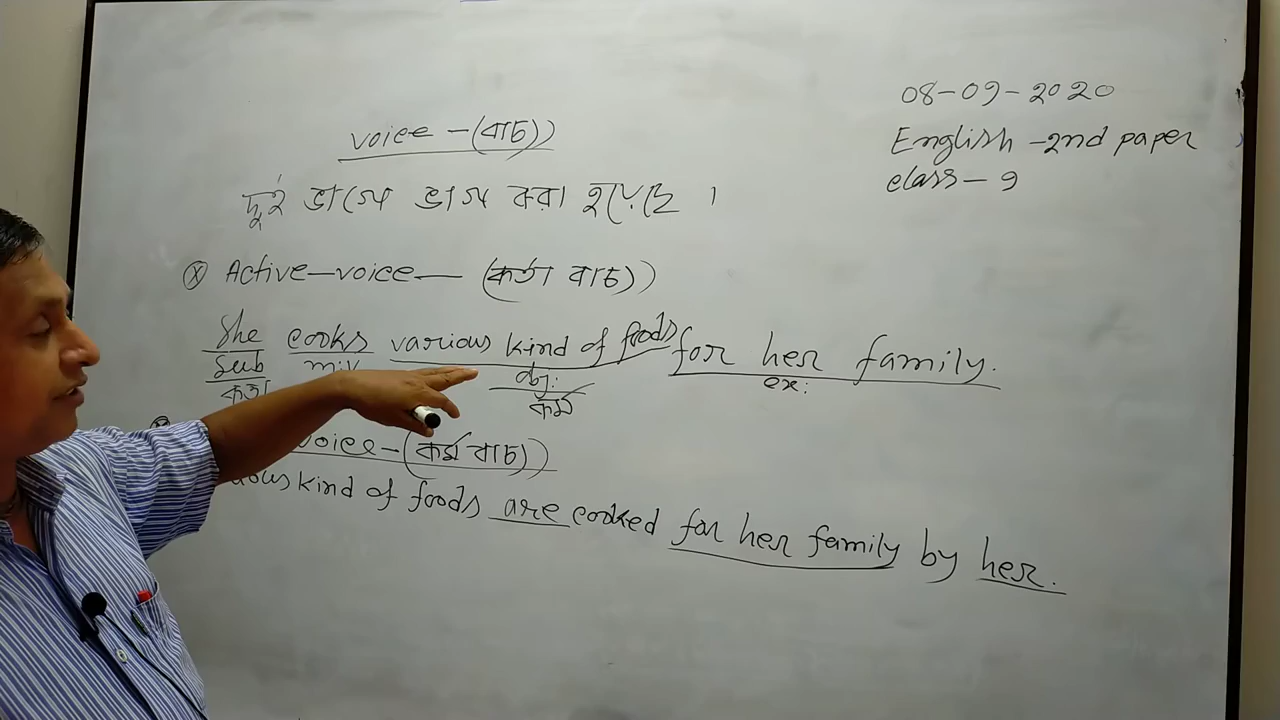 08-09-2020
English -2nd paper
class- 9
voice -(বাচ্য)
দুই ভাগে ভাগ করা হয়েছে ।
Active-voice- (কর্তা বাচ্য)
She cooks various kind of foods for her family.
Sub obj: ex:
কর্তা কর্ম
voice-(কর্ম বাচ্য)
kind of foods are cooked for her family by her.